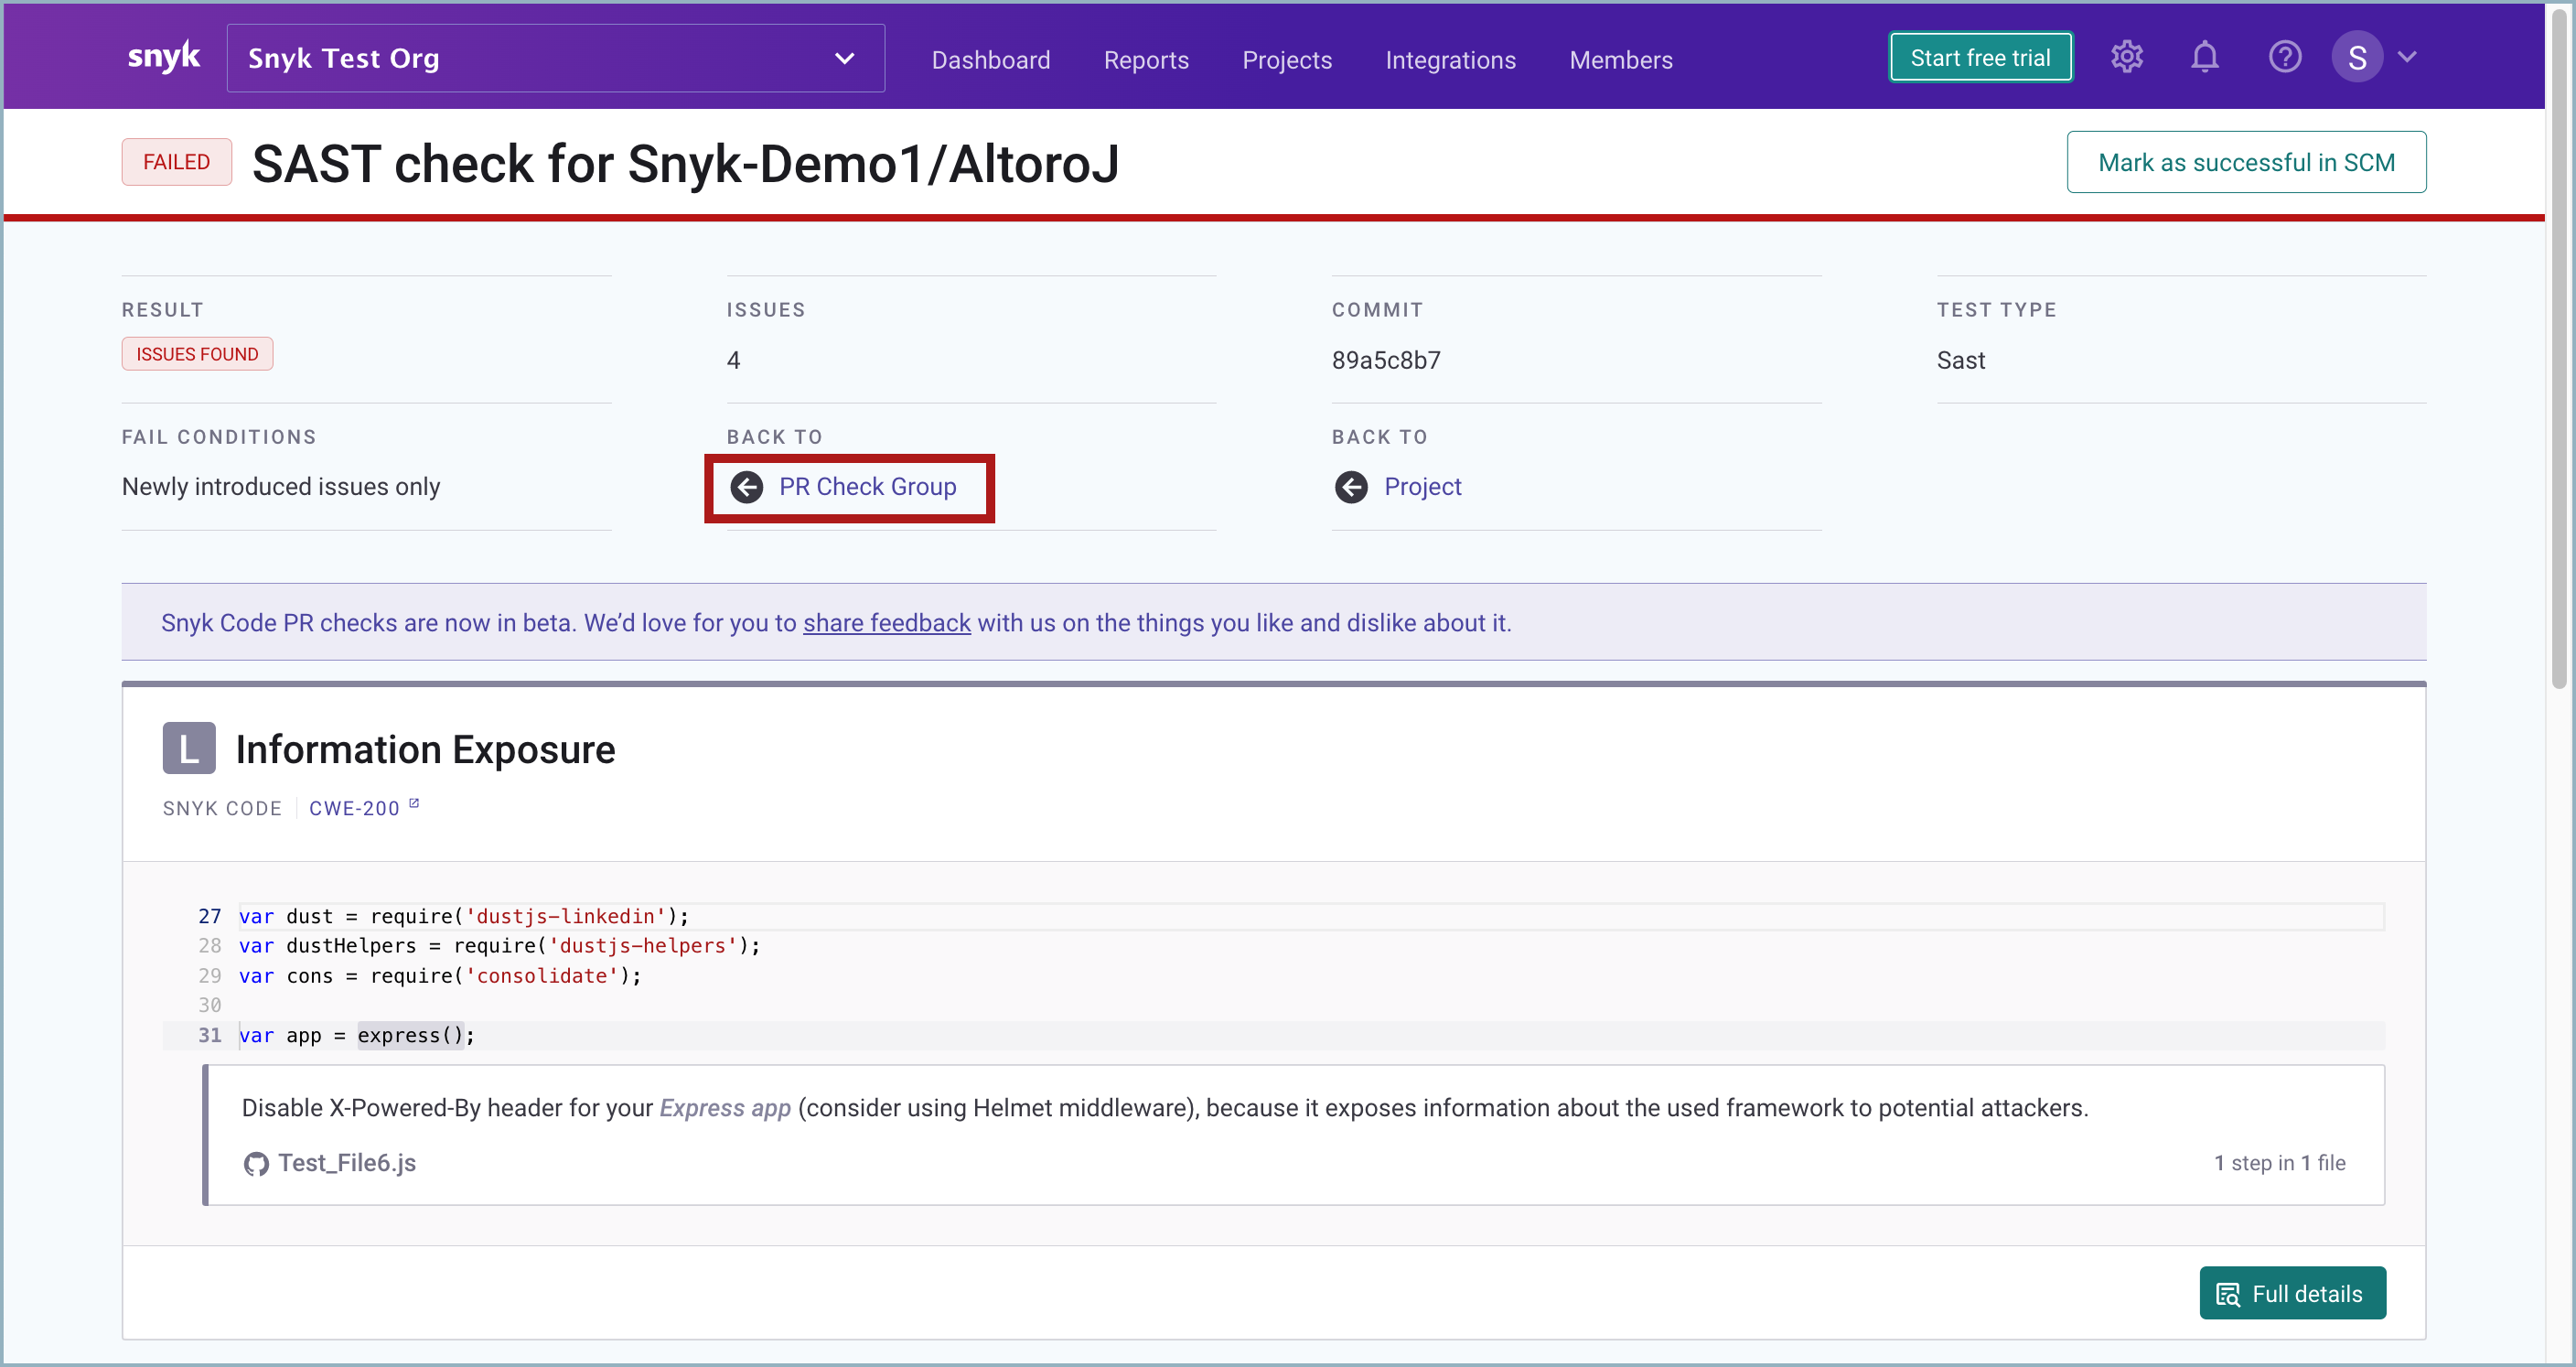 snyk
Snyk Test Org
Dashboard
Reports
Projects
Integrations
Members
Start free trial
S
FAILED
SAST check for Snyk-Demo1/AltoroJ
Mark as successful in SCM
RESULT
ISSUES FOUND
ISSUES
4
COMMIT
89a5c8b7
TEST TYPE
Sast
FAIL CONDITIONS
Newly introduced issues only
BACK TO
PR Check Group
BACK TO
Project
Snyk Code PR checks are now in beta. We’d love for you to share feedback with us on the things you like and dislike about it.
L
Information Exposure
SNYK CODE
CWE-200
27 var dust = require('dustjs-linkedin');
28 var dustHelpers = require('dustjs-helpers');
29 var cons = require('consolidate');
30
31 var app = express();
Disable X-Powered-By header for your Express app (consider using Helmet middleware), because it exposes information about the used framework to potential attackers.
Test_File6.js
1 step in 1 file
Full details